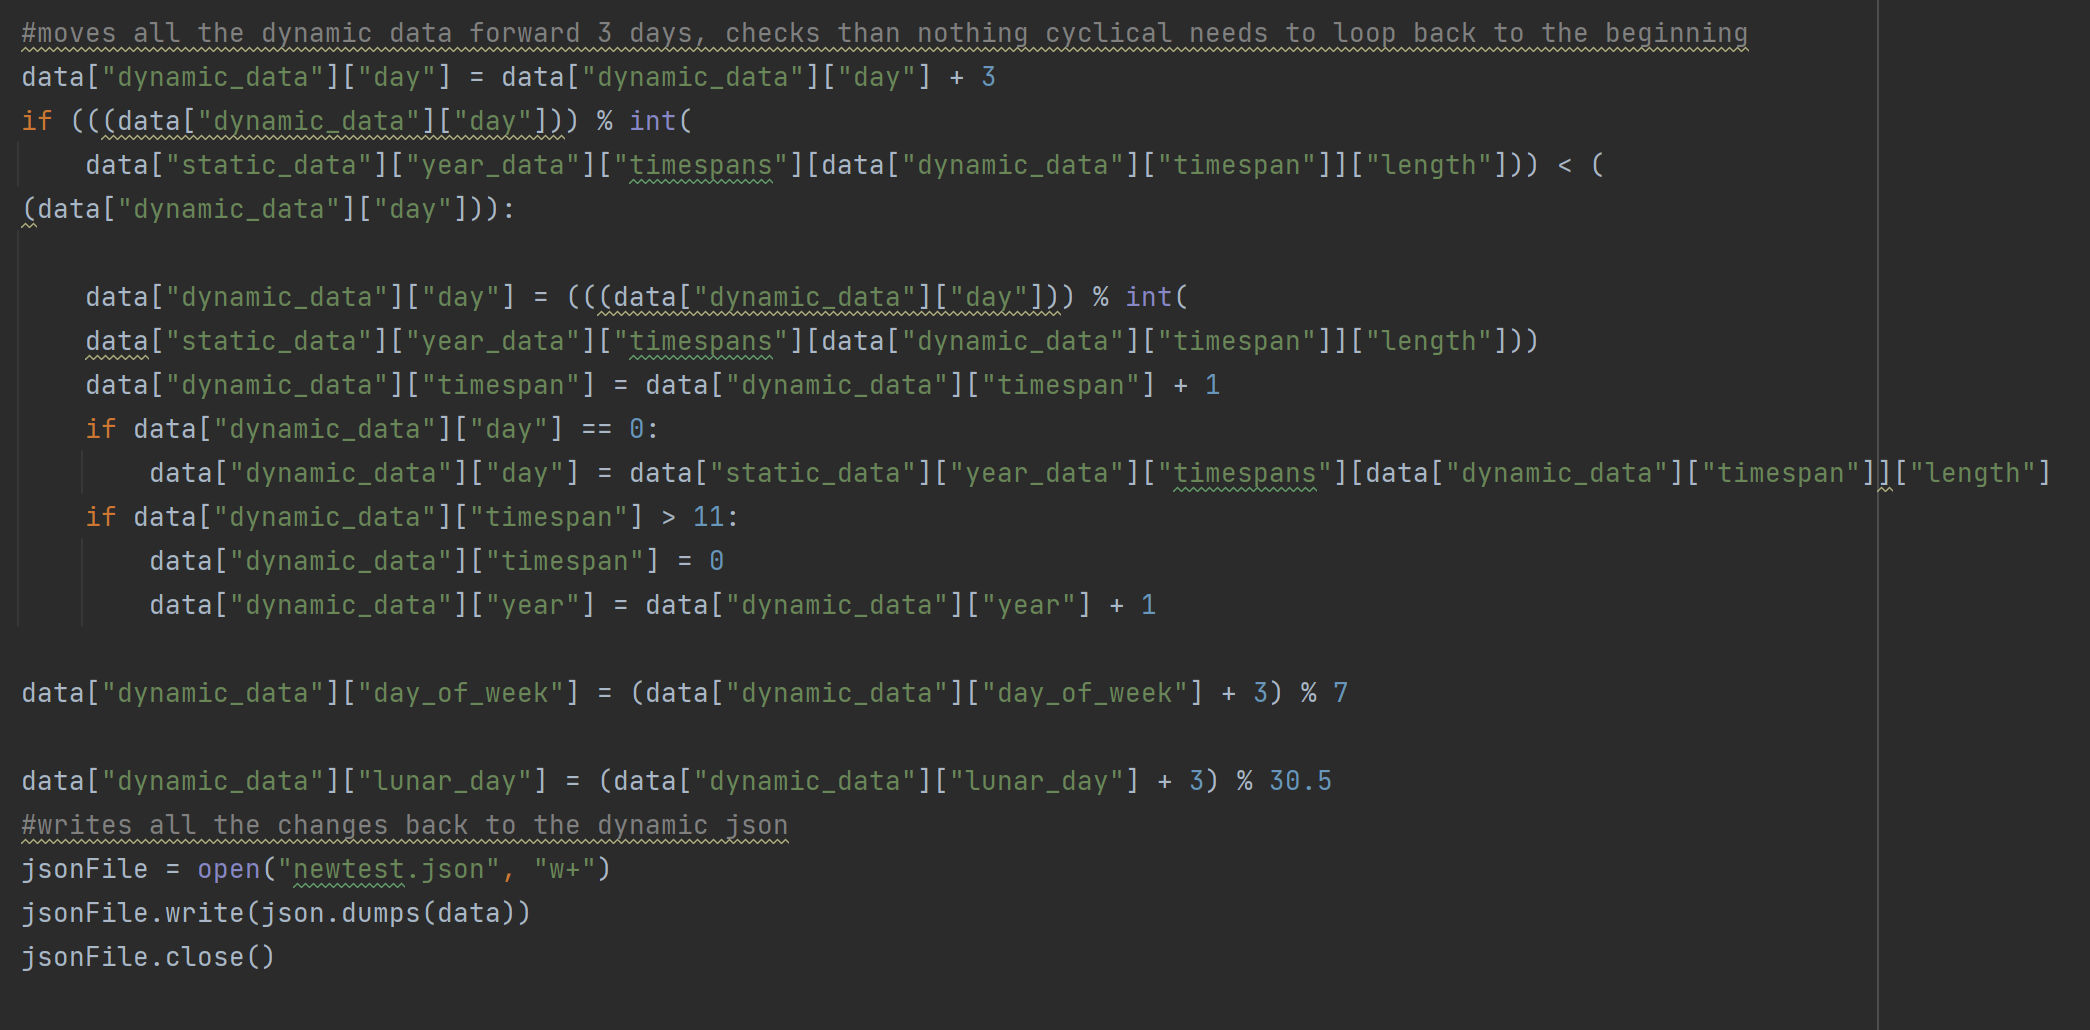 #moves all the dynamic data forward 3 days, checks than nothing cyclical needs to loop back to the beginning
data["dynamic_data"]["day"] = data["dynamic_data"]["day"] + 3
if (((data["dynamic_data"]["day"])) % int(
    data["static_data"]["year_data"]["timespans"][data["dynamic_data"]["timespan"]]["length"])) < (
(data["dynamic_data"]["day"])):
    data["dynamic_data"]["day"] = (((data["dynamic_data"]["day"])) % int(
    data["static_data"]["year_data"]["timespans"][data["dynamic_data"]["timespan"]]["length"]))
    data["dynamic_data"]["timespan"] = data["dynamic_data"]["timespan"] + 1
    if data["dynamic_data"]["day"] == 0:
        data["dynamic_data"]["day"] = data["static_data"]["year_data"]["timespans"][data["dynamic_data"]["timespan"]]["length"]
    if data["dynamic_data"]["timespan"] > 11:
        data["dynamic_data"]["timespan"] = 0
        data["dynamic_data"]["year"] = data["dynamic_data"]["year"] + 1
data["dynamic_data"]["day_of_week"] = (data["dynamic_data"]["day_of_week"] + 3) % 7
data["dynamic_data"]["lunar_day"] = (data["dynamic_data"]["lunar_day"] + 3) % 30.5
#writes all the changes back to the dynamic json
jsonFile = open("newtest.json", "w+")
jsonFile.write(json.dumps(data))
jsonFile.close()